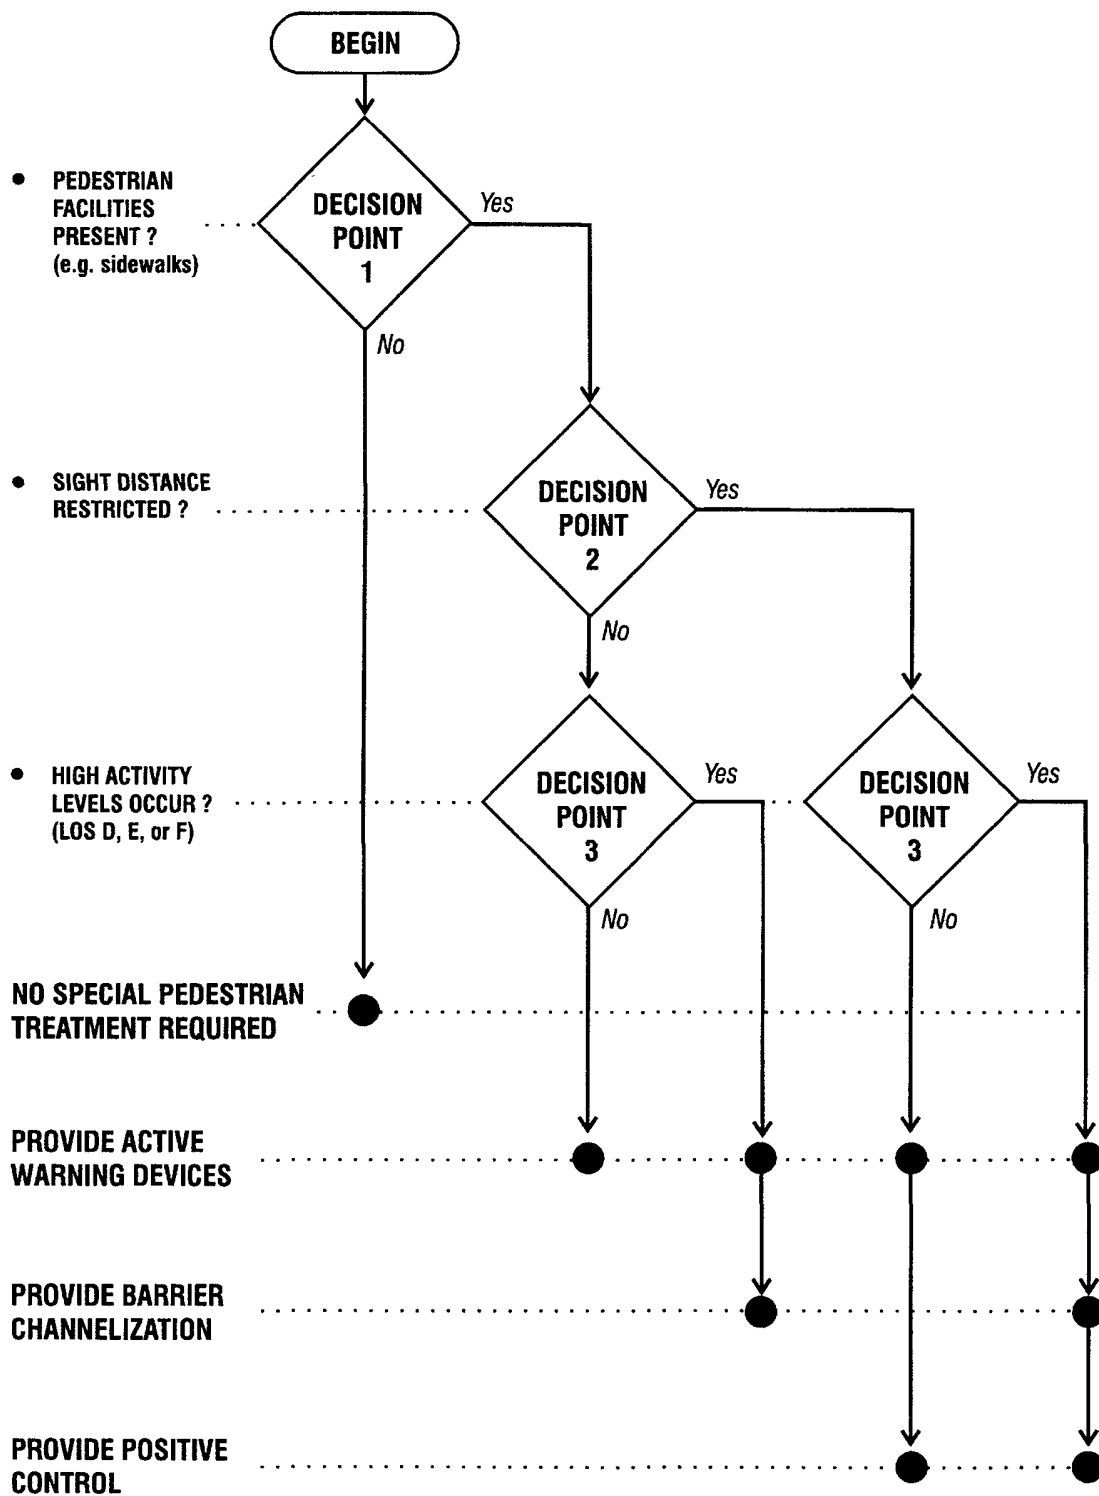 BEGIN
● PEDESTRIAN
FACILITIES
PRESENT ?
(e.g. sidewalks)
DECISION
POINT
1
Yes
No
● SIGHT DISTANCE
RESTRICTED ?
DECISION
POINT
2
Yes
No
● HIGH ACTIVITY
LEVELS OCCUR ?
(LOS D, E, or F)
DECISION
POINT
3
Yes
No
DECISION
POINT
3
Yes
No
NO SPECIAL PEDESTRIAN
TREATMENT REQUIRED
PROVIDE ACTIVE
WARNING DEVICES
PROVIDE BARRIER
CHANNELIZATION
PROVIDE POSITIVE
CONTROL